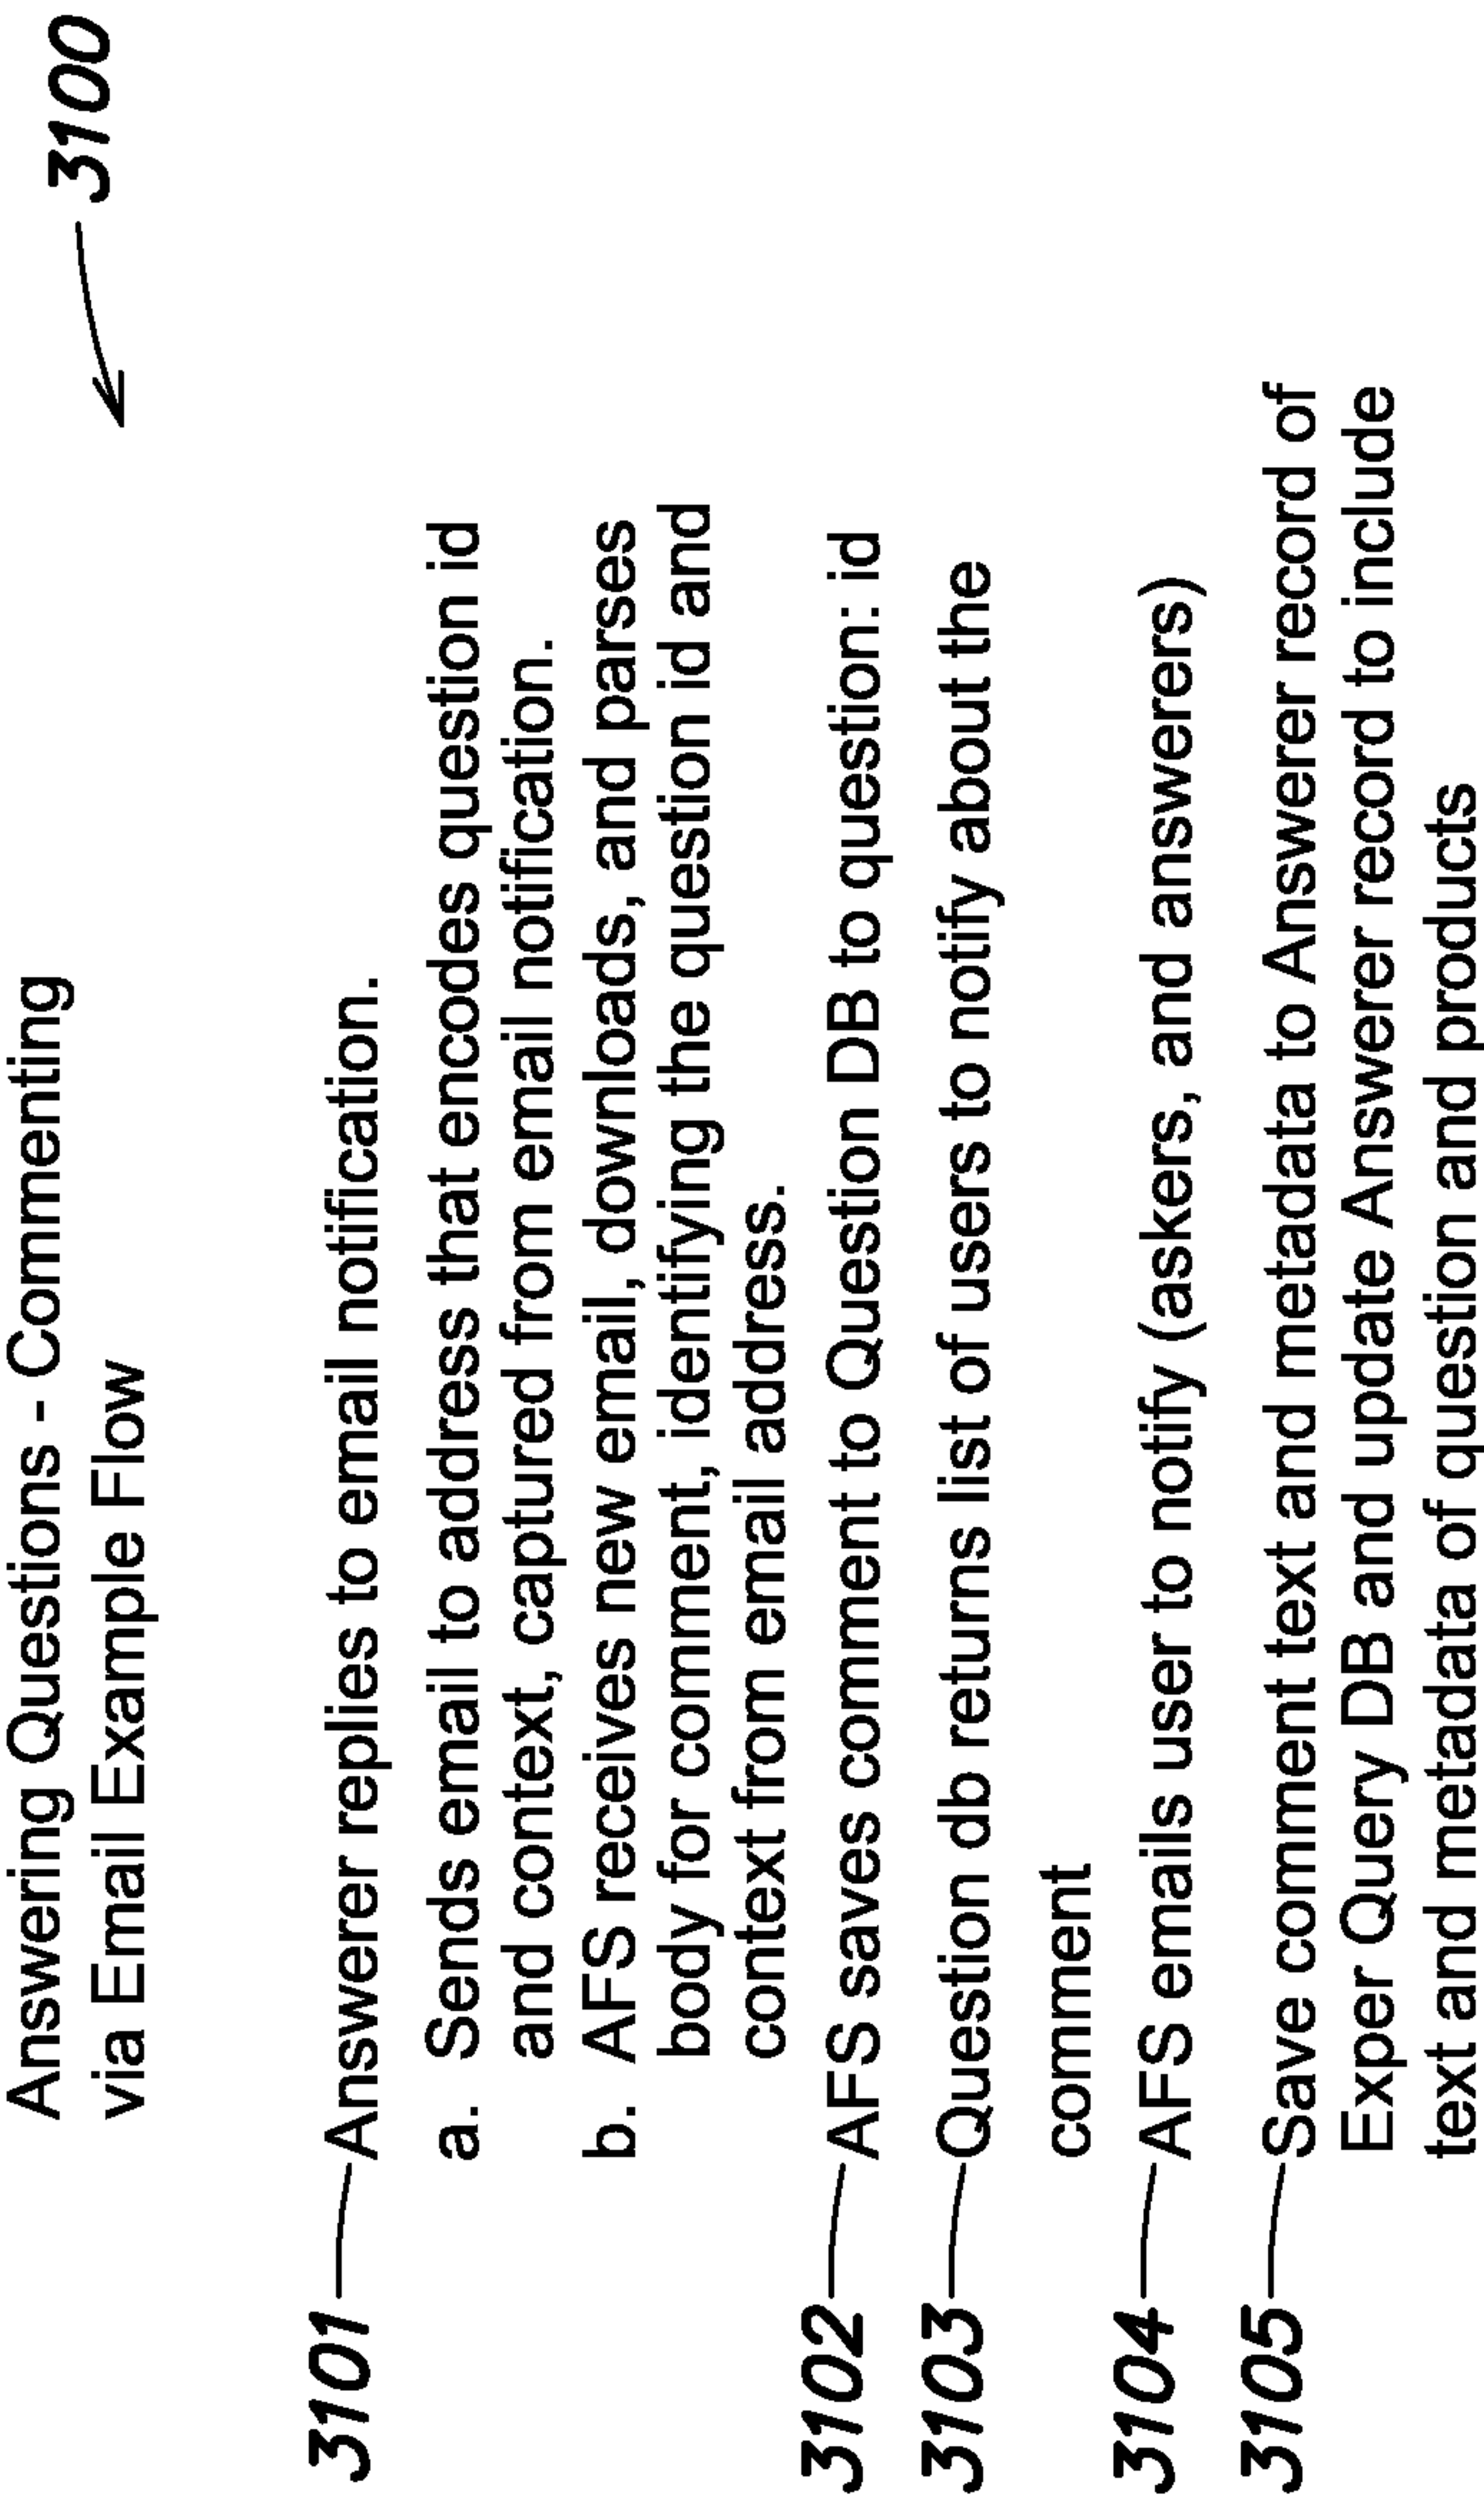 3100
Answering Questions - Commenting
via Email Example Flow
3101 Answerer replies to email notification.
a. Sends email to address that encodes question id
and context, captured from email notification.
b. AFS receives new email, downloads, and parses
body for comment, identifying the question id and
context from email address.
3102 AFS saves comment to Question DB to question: id
3103 Question db returns list of users to notify about the
comment
3104 AFS emails user to notify (askers, and answerers)
3105 Save comment text and metadata to Answerer record of
Exper Query DB and update Answerer record to include
text and metadata of question and products